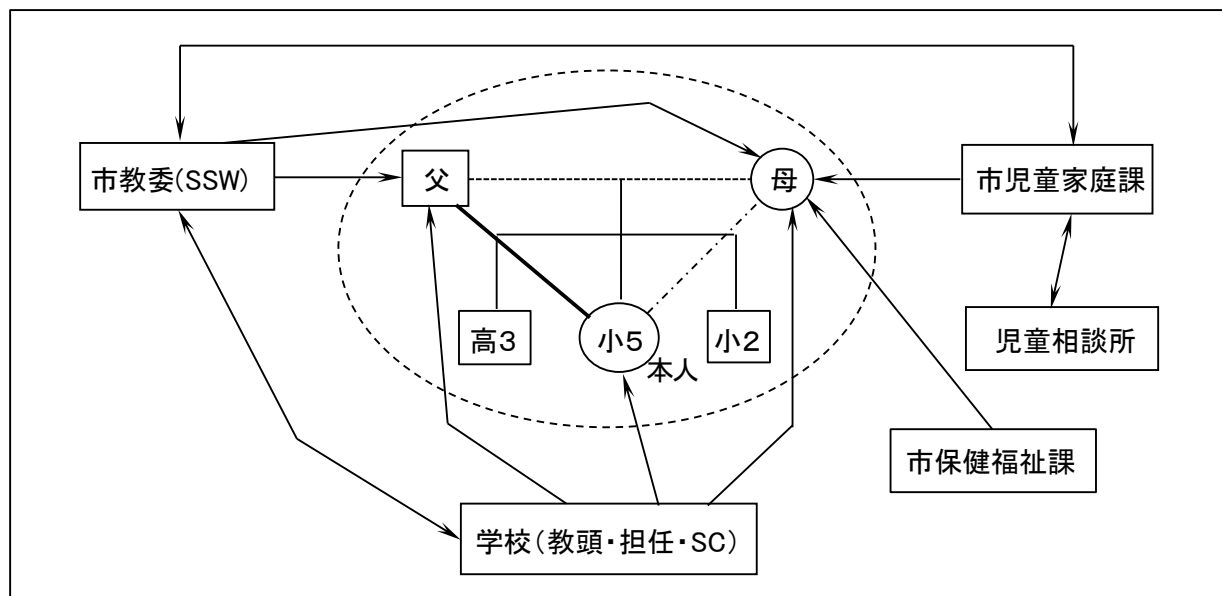 市教委(SSW)
父
母
市児童家庭課
高3
小5
小2
本人
児童相談所
市保健福祉課
学校(教頭・担任・SC)